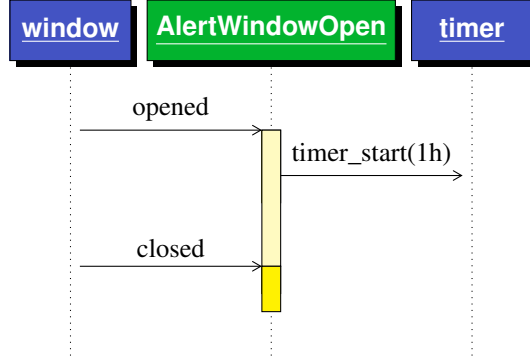 window
AlertWindowOpen
timer
opened
timer_start(1h)
closed